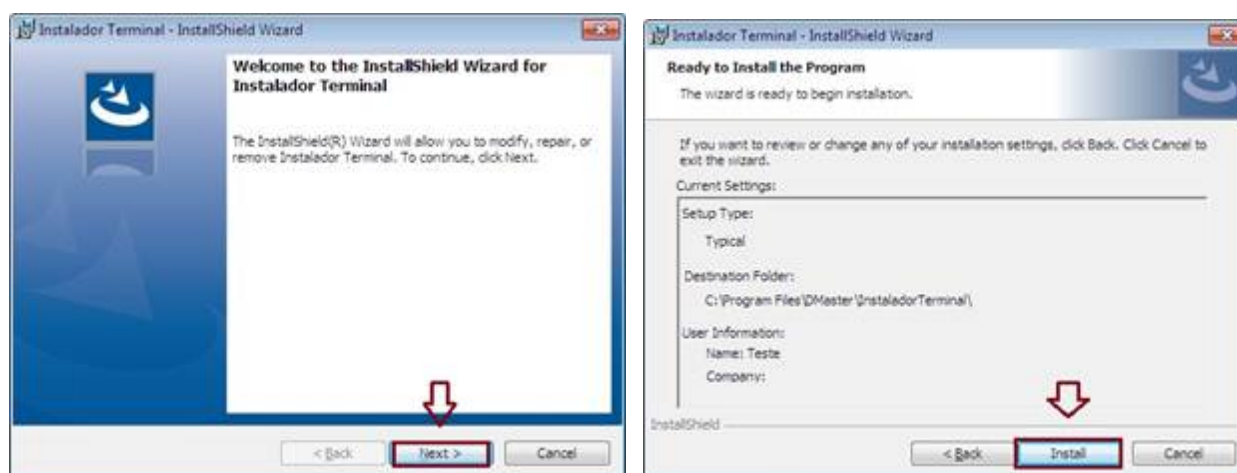 Instalador Terminal - InstallShield Wizard
Welcome to the InstallShield Wizard for
Instalador Terminal
The InstallShield(R) Wizard will allow you to modify, repair, or
remove Instalador Terminal. To continue, click Next.
< Back Next > Cancel
Instalador Terminal - InstallShield Wizard
Ready to Install the Program
The wizard is ready to begin installation.
If you want to review or change any of your installation settings, click Back. Click Cancel to
exit the wizard.
Current Settings:
Setup Type:
Typical
Destination Folder:
C:\Program Files\DMaster\InstaladorTerminal\
User Information:
Name: Teste
Company:
InstallShield
< Back Install Cancel